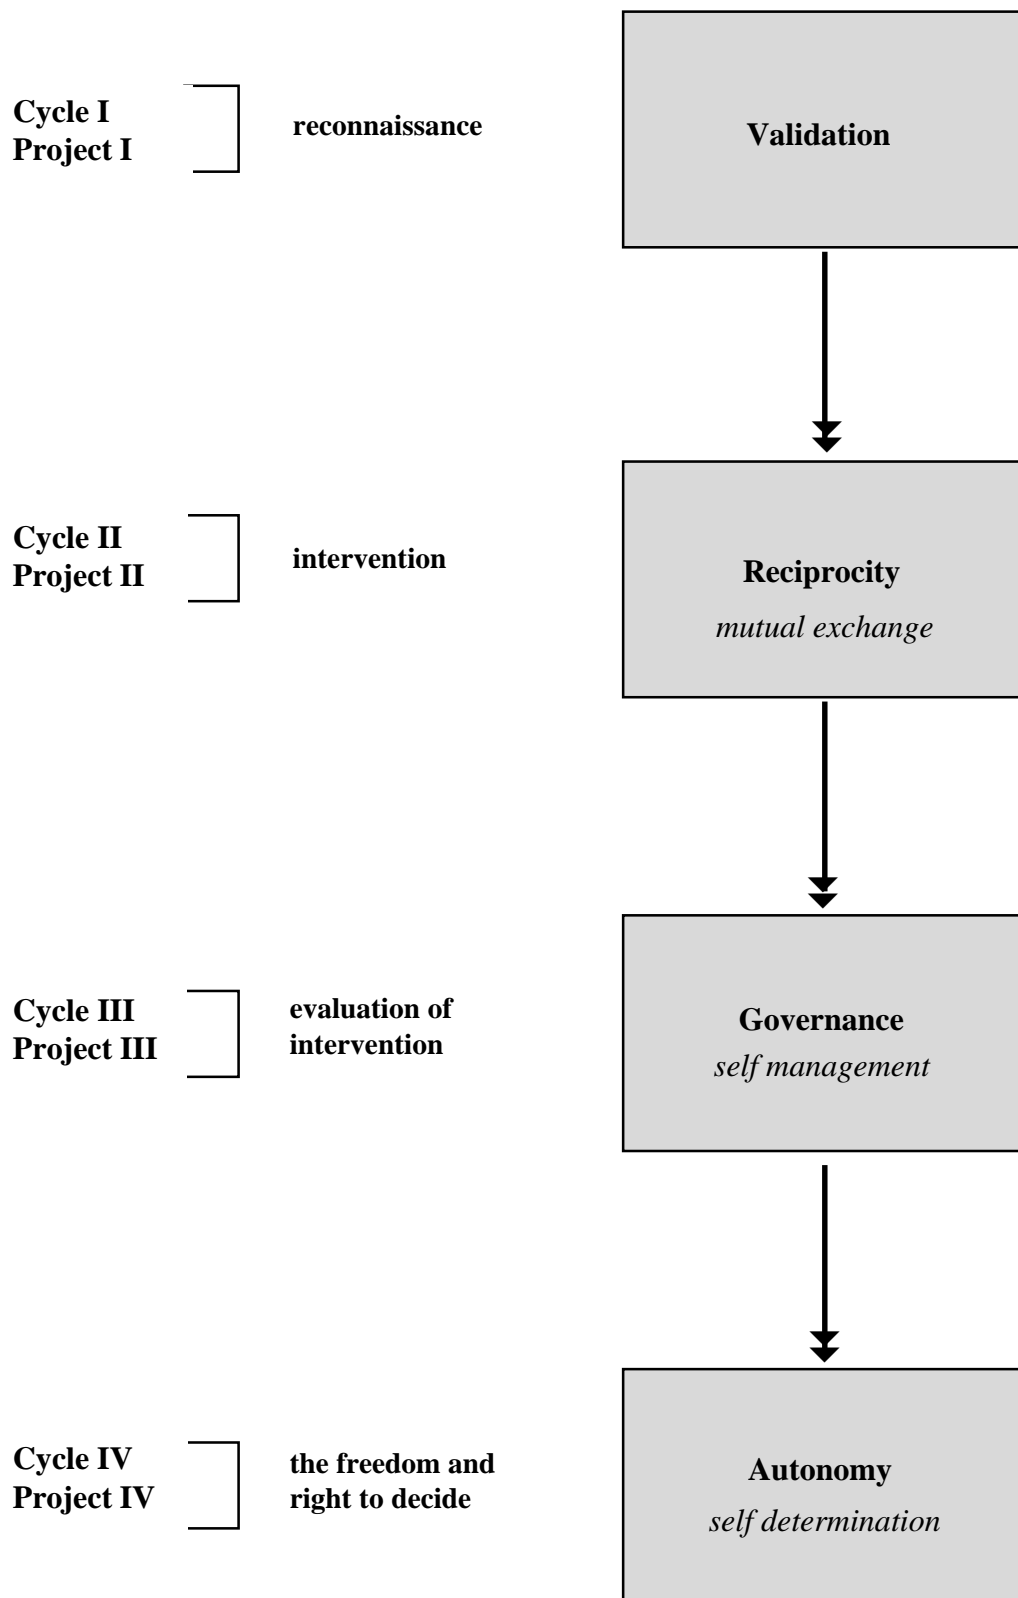 Cycle I
Project I
reconnaissance
Validation
Cycle II
Project II
intervention
Reciprocity
mutual exchange
Cycle III
Project III
evaluation of
intervention
Governance
self management
Cycle IV
Project IV
the freedom and
right to decide
Autonomy
self determination